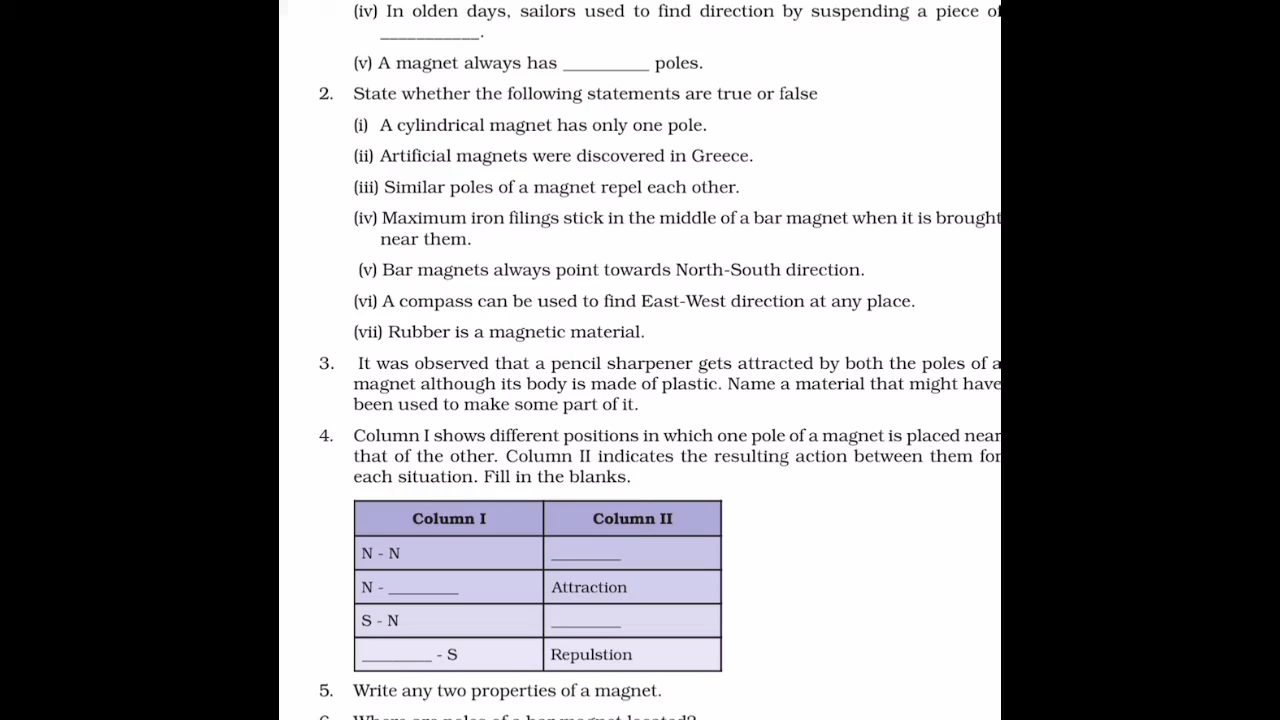 (iv) In olden days, sailors used to find direction by suspending a piece of
___________.
(v) A magnet always has _________ poles.
2. State whether the following statements are true or false
(i) A cylindrical magnet has only one pole.
(ii) Artificial magnets were discovered in Greece.
(iii) Similar poles of a magnet repel each other.
(iv) Maximum iron filings stick in the middle of a bar magnet when it is brought
near them.
(v) Bar magnets always point towards North-South direction.
(vi) A compass can be used to find East-West direction at any place.
(vii) Rubber is a magnetic material.
3. It was observed that a pencil sharpener gets attracted by both the poles of a
magnet although its body is made of plastic. Name a material that might have
been used to make some part of it.
4. Column I shows different positions in which one pole of a magnet is placed near
that of the other. Column II indicates the resulting action between them for
each situation. Fill in the blanks.
Column I Column II
N - N ________
N - ________ Attraction
S - N ________
________ - S Repulstion
5. Write any two properties of a magnet.
6. Where are poles of a bar magnet located?